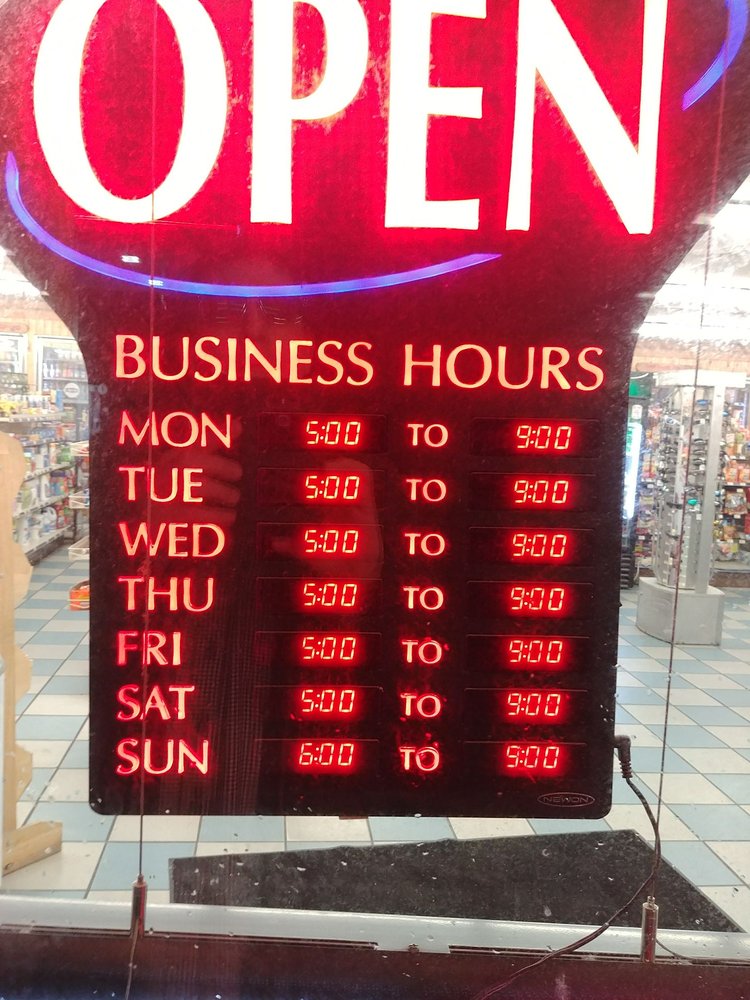 OPEN
BUSINESS HOURS
MON 5:00 TO 9:00
TUE 5:00 TO 9:00
WED 5:00 TO 9:00
THU 5:00 TO 9:00
FRI 5:00 TO 9:00
SAT 5:00 TO 9:00
SUN 6:00 TO 9:00
NEWON